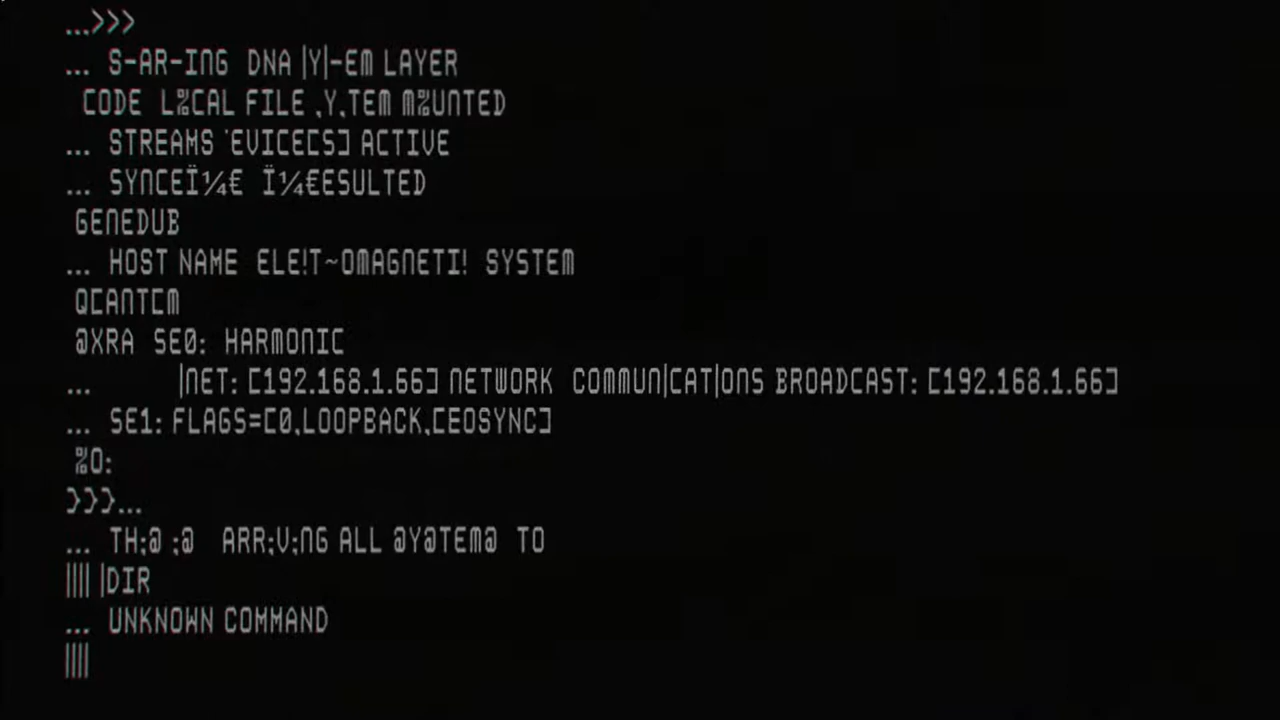 ...>>>
... S-AR-ING DNA |Y|-EM LAYER
CODE L%CAL FILE .Y.TEM M%UNTED
... STREAMS 'EVICE[S] ACTIVE
... SYNCEÏ¼€ Ï¼€ESULTED
GENEDUB
... HOST NAME ELE!T~OMAGNETI! SYSTEM
Q[ANT[M
@XRA SE0: HARMONIC
... |NET: [192.168.1.66] NETWORK COMMUN|CAT|ONS BROADCAST: [192.168.1.66]
... SE1: FLAGS=[0,LOOPBACK,[EOSYNC]
%0:
>>>...
... TH;@ ;@ ARR;V;NG ALL @Y@TEM@ TO
|||| |DIR
... UNKNOWN COMMAND
||||